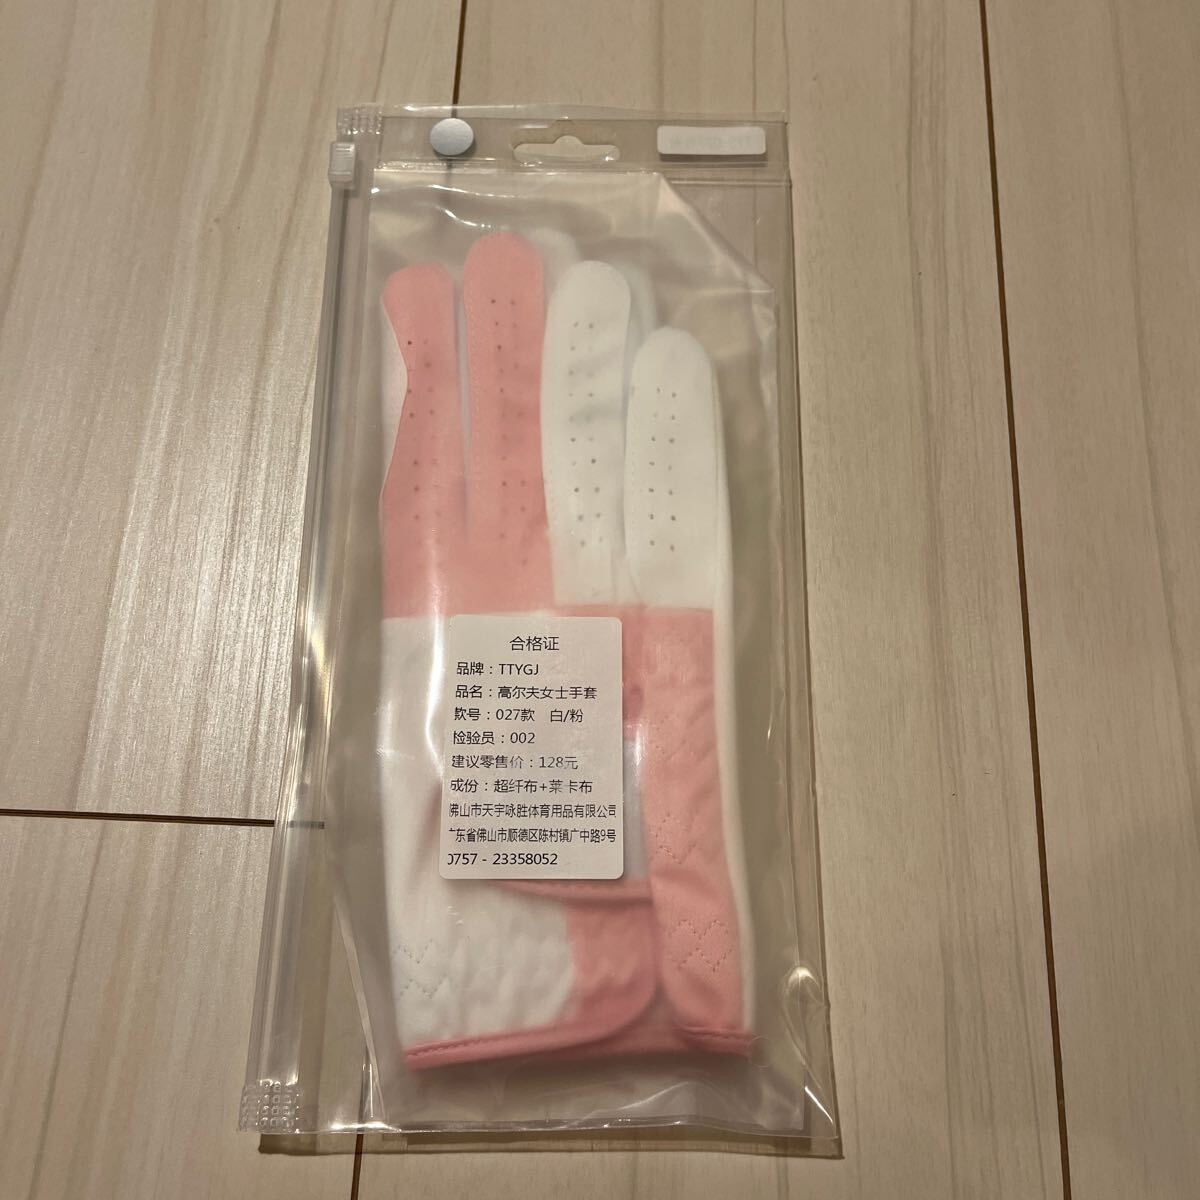 合格证
品牌：TTYGJ
品名：高尔夫女士手套
款号：027款 白/粉
检验员：002
建议零售价：128元
成份：超纤布+莱卡布
佛山市天宇咏胜体育用品有限公司
广东省佛山市顺德区陈村镇广中路9号
0757 - 23358052